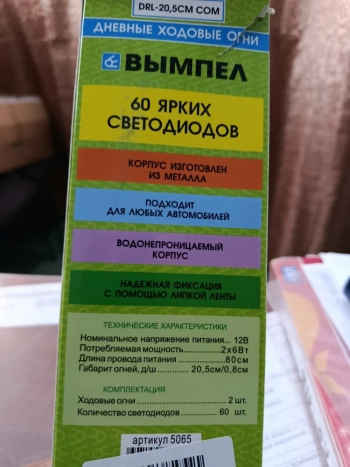 DRL-20,5CM COM
ДНЕВНЫЕ ХОДОВЫЕ ОГНИ
ВЫМПЕЛ
60 ЯРКИХ
СВЕТОДИОДОВ
КОРПУС ИЗГОТОВЛЕН
ИЗ МЕТАЛЛА
ПОДХОДИТ
ДЛЯ ЛЮБЫХ АВТОМОБИЛЕЙ
ВОДОНЕПРОНИЦАЕМЫЙ
КОРПУС
НАДЕЖНАЯ ФИКСАЦИЯ
С ПОМОЩЬЮ ЛИПКОЙ ЛЕНТЫ
ТЕХНИЧЕСКИЕ ХАРАКТЕРИСТИКИ
Номинальное напряжение питания... 12В
Потребляемая мощность............2х6Вт
Длина провода питания...............80см
Габарит огней, д/ш ........ 20,5см/0,8см
КОМПЛЕКТАЦИЯ
Ходовые огни ........................... 2 шт.
Количество светодиодов ........... 60 шт.
артикул 5065